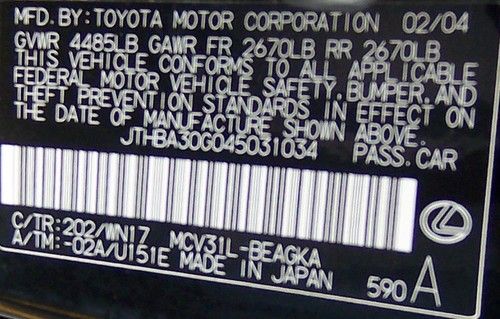 MFD. BY: TOYOTA MOTOR CORPORATION 02/04
GVWR 4485LB GAWR FR 2670LB RR 2670LB
THIS VEHICLE CONFORMS TO ALL APPLICABLE
FEDERAL MOTOR VEHICLE SAFETY, BUMPER, AND
THEFT PREVENTION STANDARDS IN EFFECT ON
THE DATE OF MANUFACTURE SHOWN ABOVE.
JTHBA30G045031034 PASS. CAR
C/TR: 202/WN17 MCV31L-BEAGKA
A/TM: -02A/U151E MADE IN JAPAN 590 A